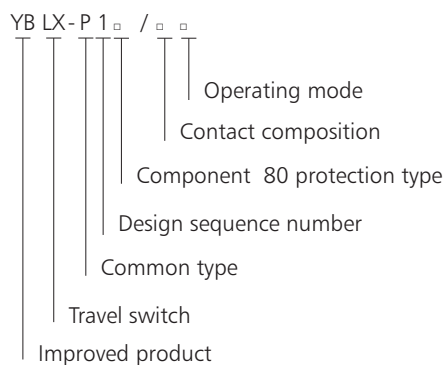 YB LX-P 1 □ / □ □
Operating mode
Contact composition
Component 80 protection type
Design sequence number
Common type
Travel switch
Improved product